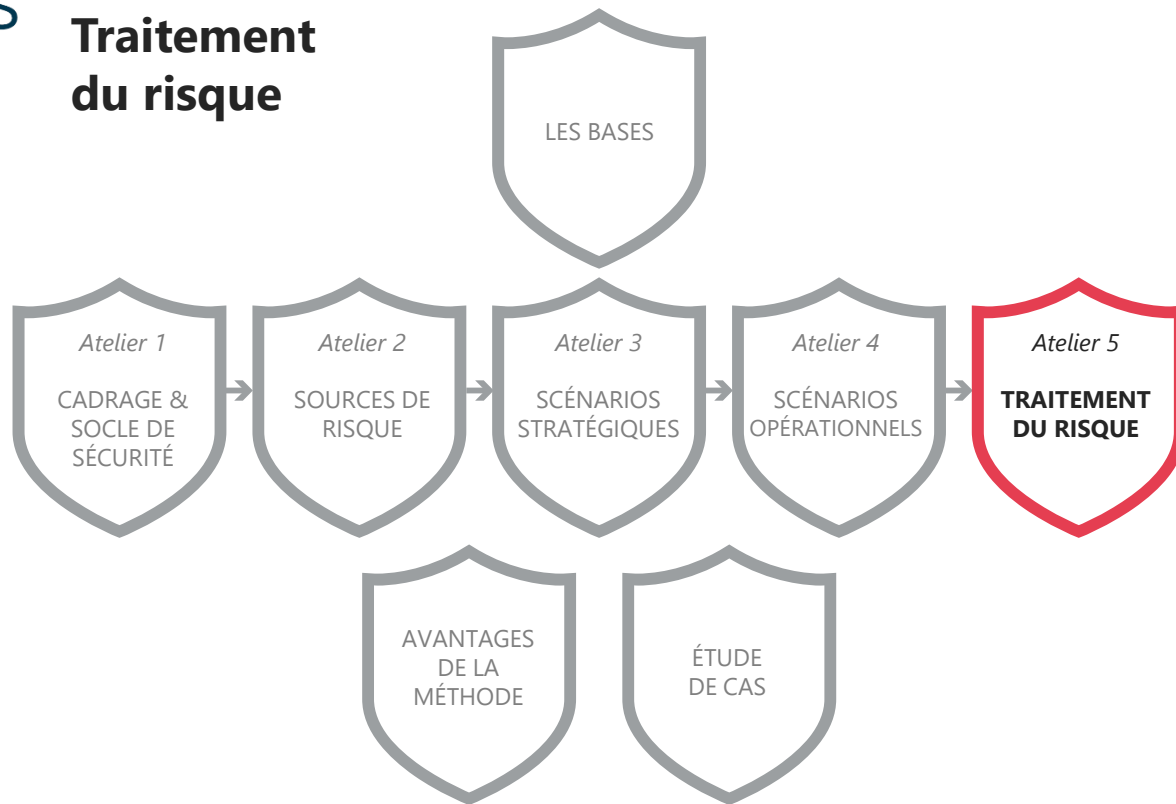 Traitement
du risque
LES BASES
Atelier 1
CADRAGE &
SOCLE DE
SÉCURITÉ
Atelier 2
SOURCES DE
RISQUE
Atelier 3
SCÉNARIOS
STRATÉGIQUES
Atelier 4
SCÉNARIOS
OPÉRATIONNELS
Atelier 5
TRAITEMENT
DU RISQUE
AVANTAGES
DE LA
MÉTHODE
ÉTUDE
DE CAS